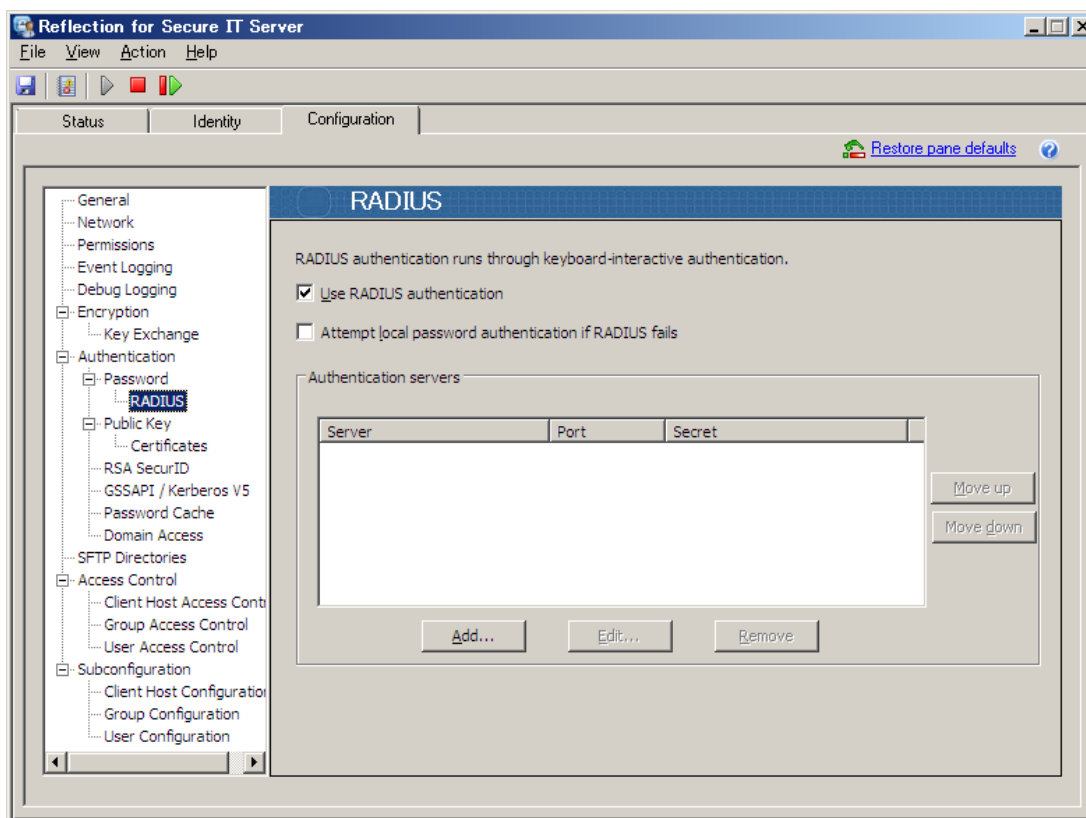 Reflection for Secure IT Server
File View Action Help
Status Identity Configuration
Restore pane defaults
General
Network
Permissions
Event Logging
Debug Logging
Encryption
Key Exchange
Authentication
Password
RADIUS
Public Key
Certificates
RSA SecurID
GSSAPI / Kerberos V5
Password Cache
Domain Access
SFTP Directories
Access Control
Client Host Access Conti
Group Access Control
User Access Control
Subconfiguration
Client Host Configuration
Group Configuration
User Configuration
RADIUS
RADIUS authentication runs through keyboard-interactive authentication.
Use RADIUS authentication
Attempt local password authentication if RADIUS fails
Authentication servers
Server Port Secret
Move up
Move down
Add... Edit... Remove